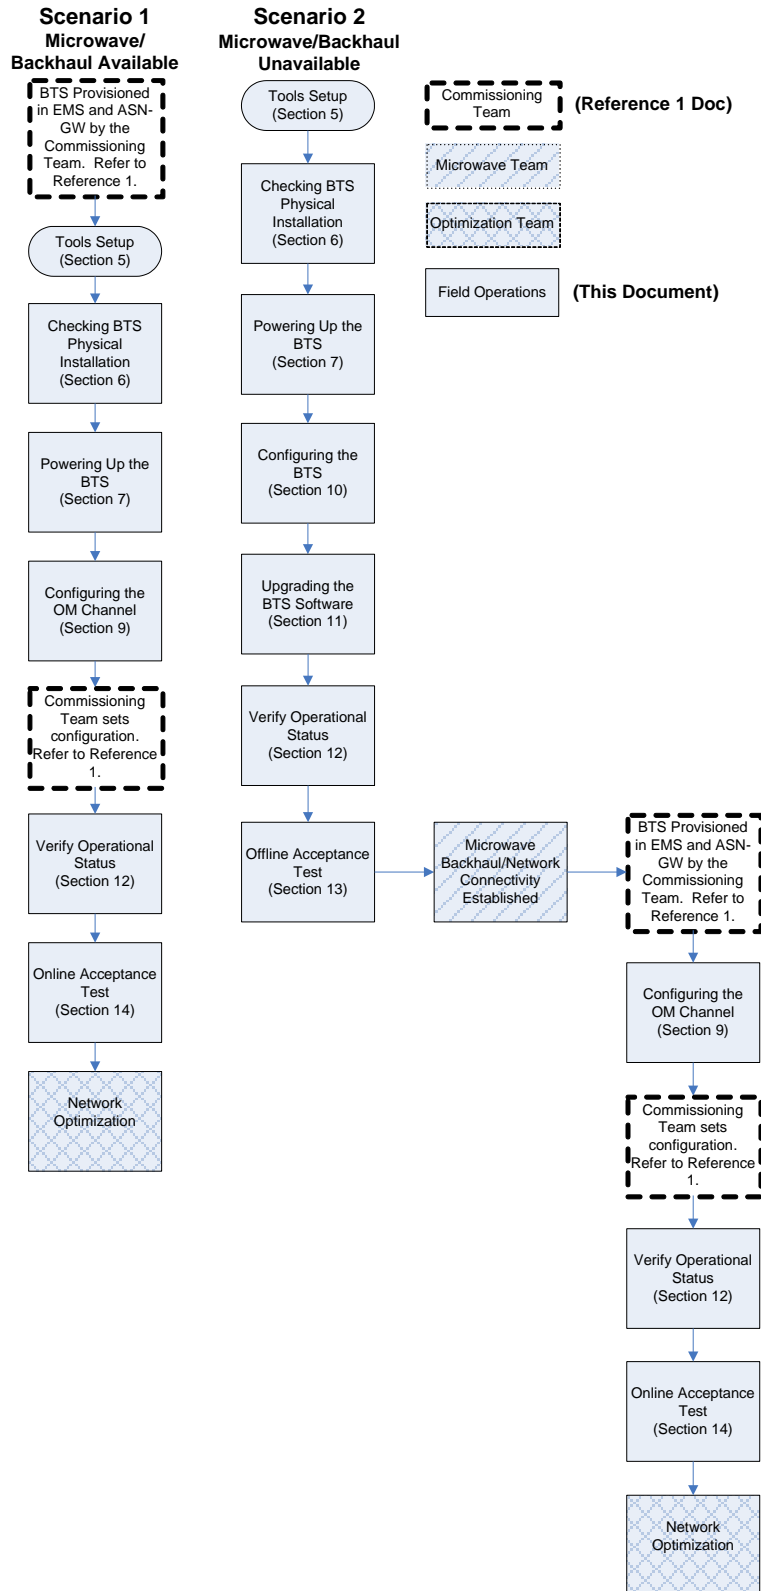 Scenario 1
Microwave/
Backhaul Available
BTS Provisioned
in EMS and ASN-
GW by the
Commissioning
Team. Refer to
Reference 1.
Tools Setup
(Section 5)
Checking BTS
Physical
Installation
(Section 6)
Powering Up the
BTS
(Section 7)
Configuring the
OM Channel
(Section 9)
Commissioning
Team sets
configuration.
Refer to Reference
1.
Verify Operational
Status
(Section 12)
Online Acceptance
Test
(Section 14)
Network
Optimization
Scenario 2
Microwave/Backhaul
Unavailable
Tools Setup
(Section 5)
Checking BTS
Physical
Installation
(Section 6)
Powering Up the
BTS
(Section 7)
Configuring the
BTS
(Section 10)
Upgrading the
BTS Software
(Section 11)
Verify Operational
Status
(Section 12)
Offline Acceptance
Test
(Section 13)
Microwave
Backhaul/Network
Connectivity
Established
BTS Provisioned
in EMS and ASN-
GW by the
Commissioning
Team. Refer to
Reference 1.
Configuring the
OM Channel
(Section 9)
Commissioning
Team sets
configuration.
Refer to Reference
1.
Verify Operational
Status
(Section 12)
Online Acceptance
Test
(Section 14)
Network
Optimization
Commissioning
Team
(Reference 1 Doc)
Microwave Team
Optimization Team
Field Operations
(This Document)